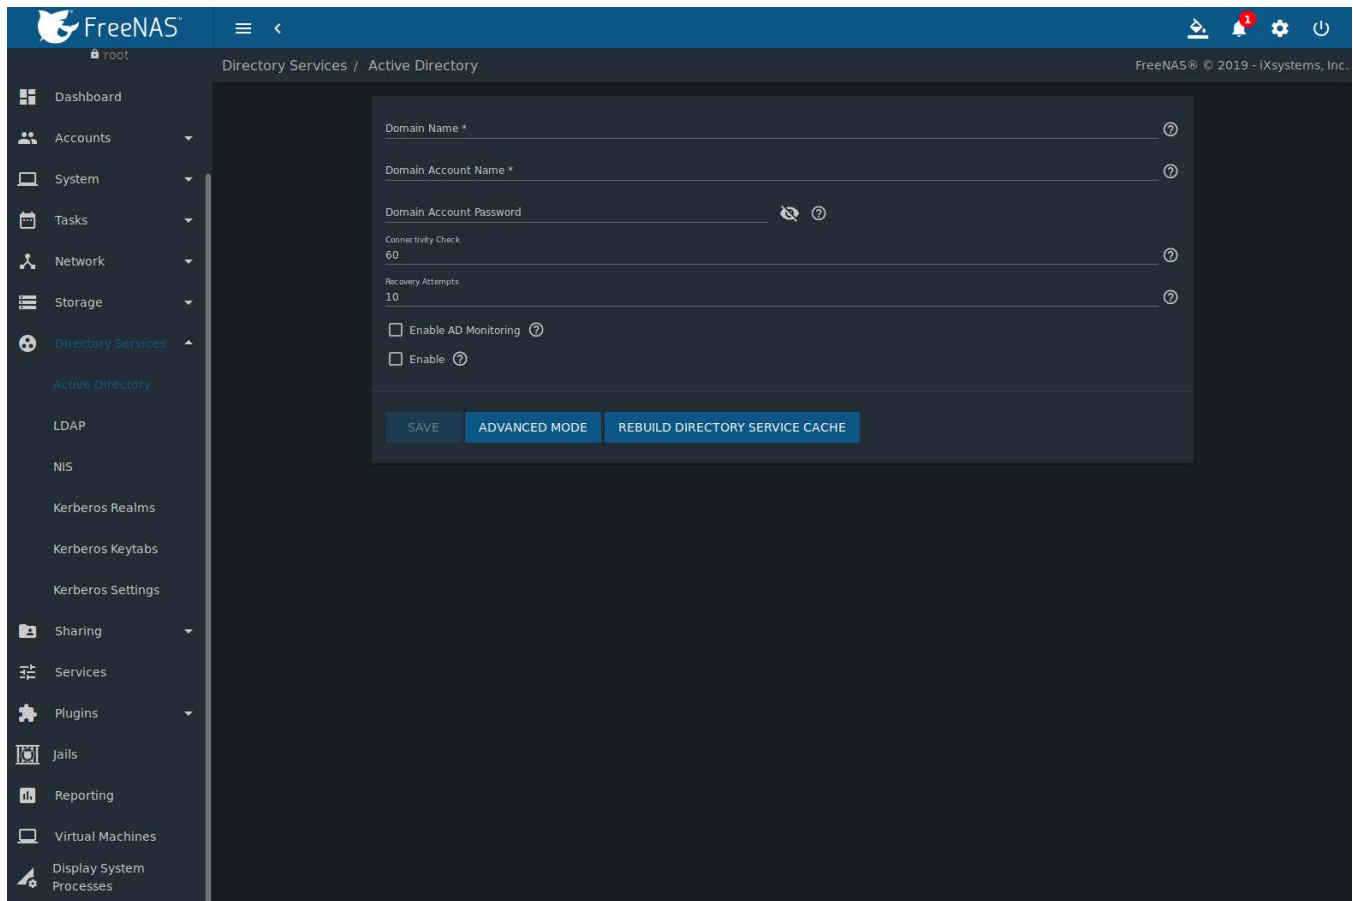 FreeNAS®
1
root
Directory Services / Active Directory
FreeNAS® © 2019 - iXsystems, Inc.
Dashboard
Accounts
System
Tasks
Network
Storage
Directory Services
Active Directory
LDAP
NIS
Kerberos Realms
Kerberos Keytabs
Kerberos Settings
Sharing
Services
Plugins
Jails
Reporting
Virtual Machines
Display System
Processes
Domain Name *
Domain Account Name *
Domain Account Password
Connectivity Check
60
Recovery Attempts
10
Enable AD Monitoring
Enable
SAVE
ADVANCED MODE
REBUILD DIRECTORY SERVICE CACHE